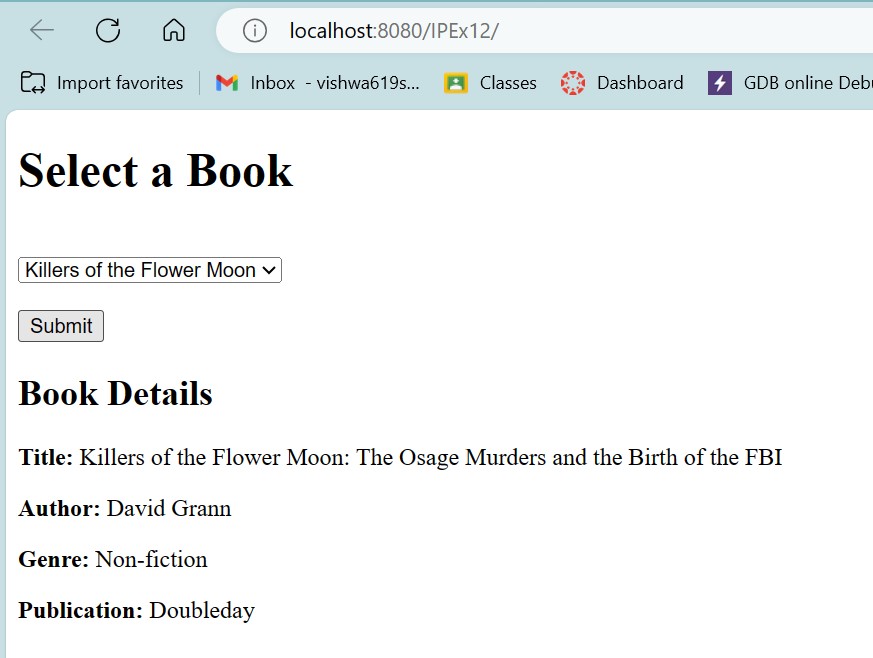 localhost:8080/IPEx12/
Import favorites Inbox - vishwa619s... Classes Dashboard GDB online
Select a Book
Killers of the Flower Moon
Submit
Book Details
Title: Killers of the Flower Moon: The Osage Murders and the Birth of the FBI
Author: David Grann
Genre: Non-fiction
Publication: Doubleday